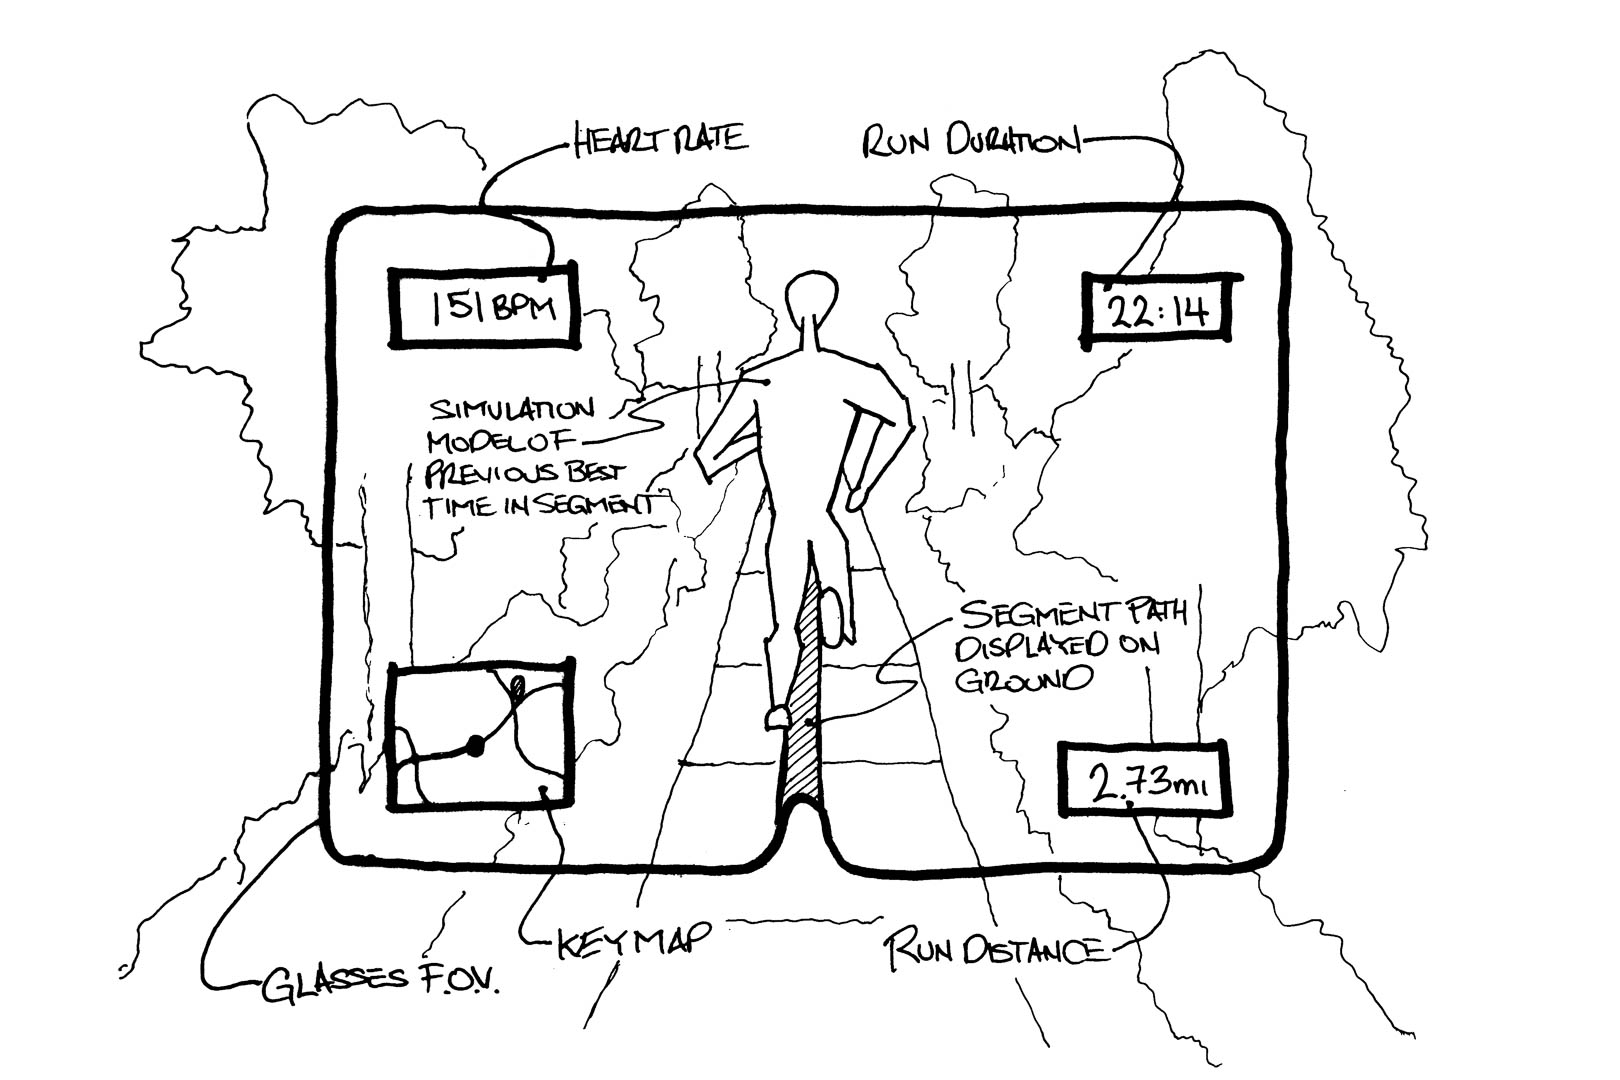 HEART RATE
RUN DURATION
151 BPM
22:14
SIMULATION
MODEL OF
PREVIOUS BEST
TIME IN SEGMENT
SEGMENT PATH
DISPLAYED ON
GROUND
2.73mi
KEY MAP
RUN DISTANCE
GLASSES F.O.V.